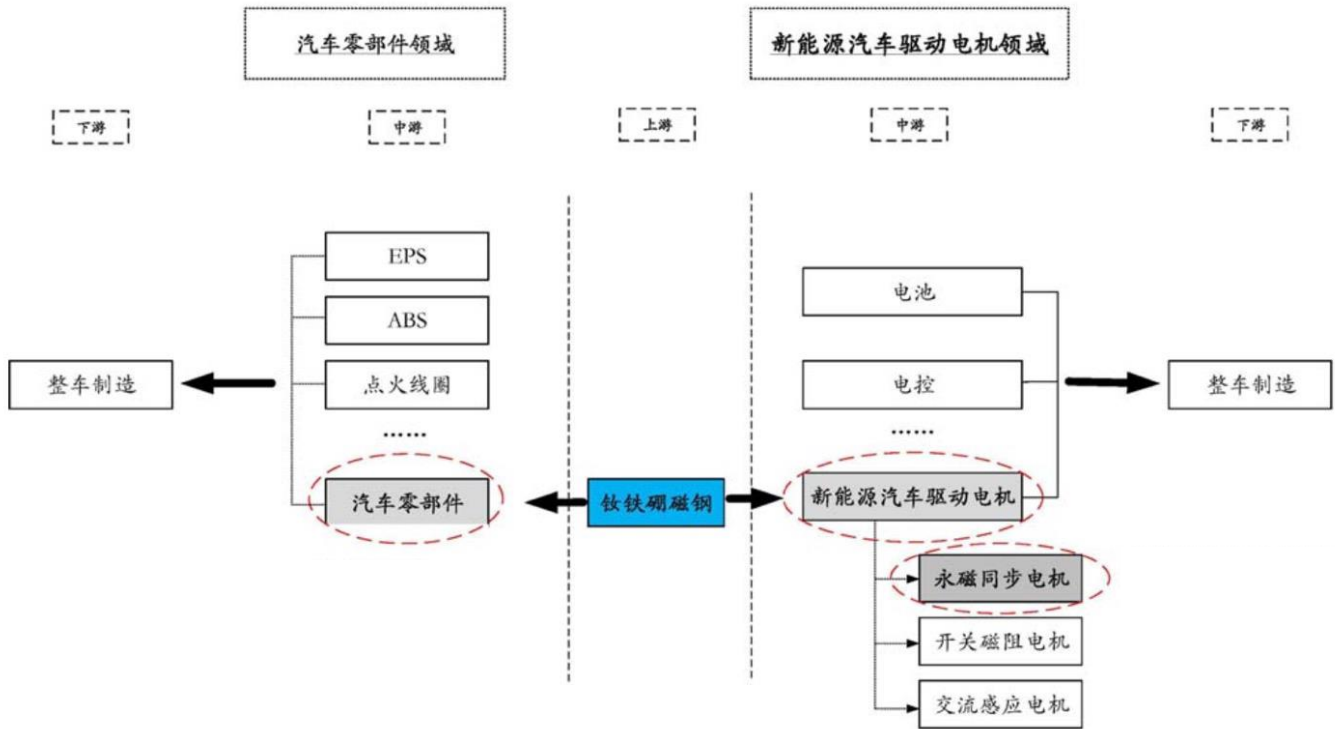 汽车零部件领域
新能源汽车驱动电机领域
下游
中游
上游
中游
下游
EPS
ABS
点火线圈
……
汽车零部件
整车制造
钕铁硼磁钢
电池
电控
……
新能源汽车驱动电机
永磁同步电机
开关磁阻电机
交流感应电机
整车制造